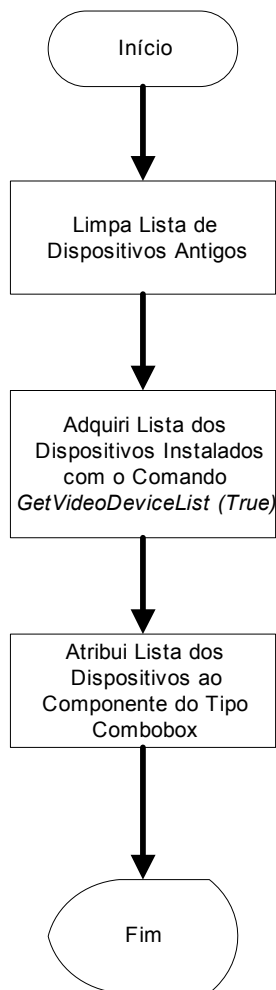 Início
Limpa Lista de
Dispositivos Antigos
Adquiri Lista dos
Dispositivos Instalados
com o Comando
GetVideoDeviceList (True)
Atribui Lista dos
Dispositivos ao
Componente do Tipo
Combobox
Fim